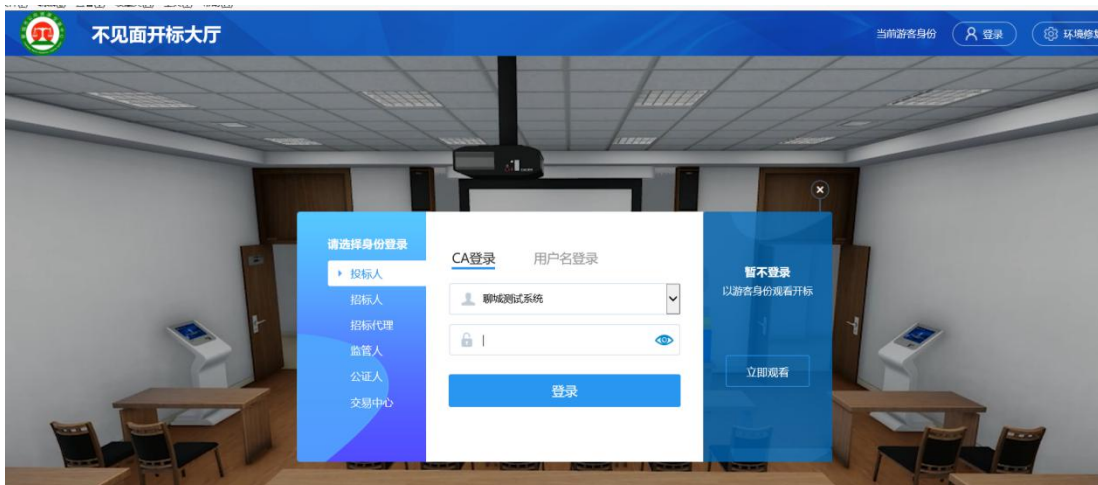 不见面开标大厅
当前游客身份
登录
请选择身份登录
投标人
招标人
招标代理
监管人
公证人
交易中心
CA登录 用户名登录
聊城测试系统
登录
暂不登录
以游客身份观看开标
立即观看